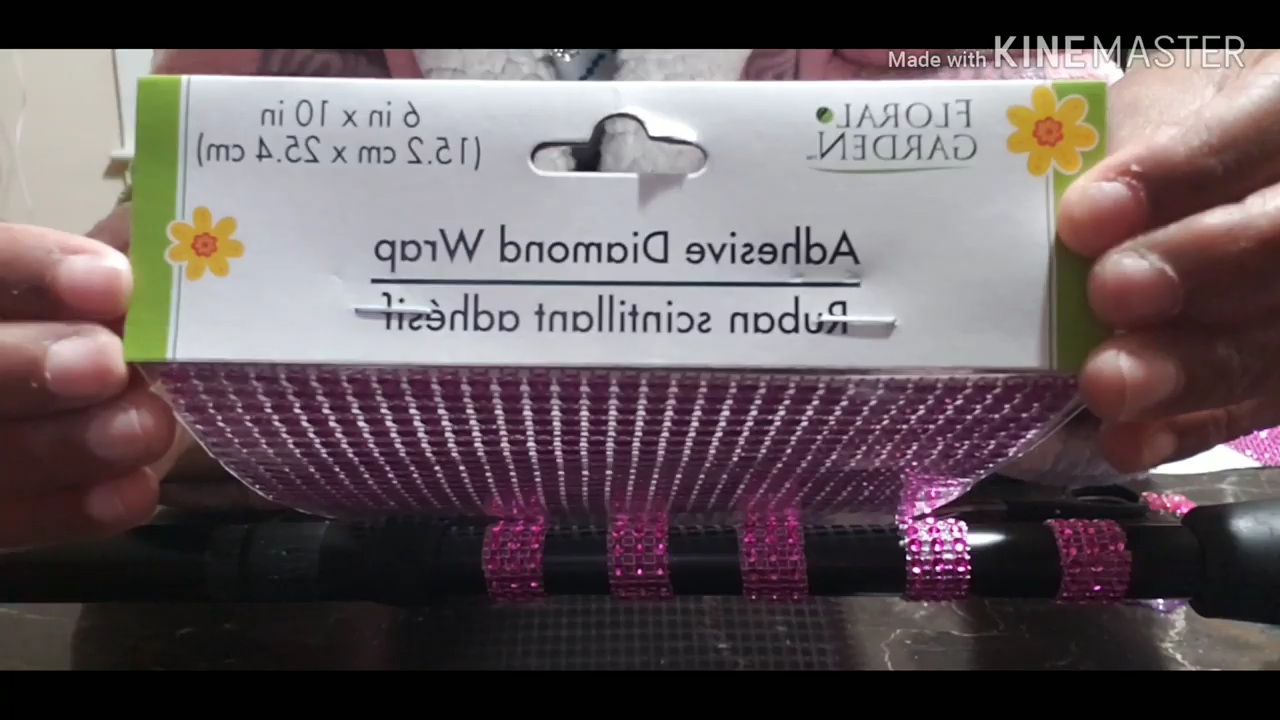 Made with KINEMASTER
FLORAL
GARDEN™
6 in x 10 in
(15.2 cm x 25.4 cm)
Adhesive Diamond Wrap
Ruban scintillant adhésif